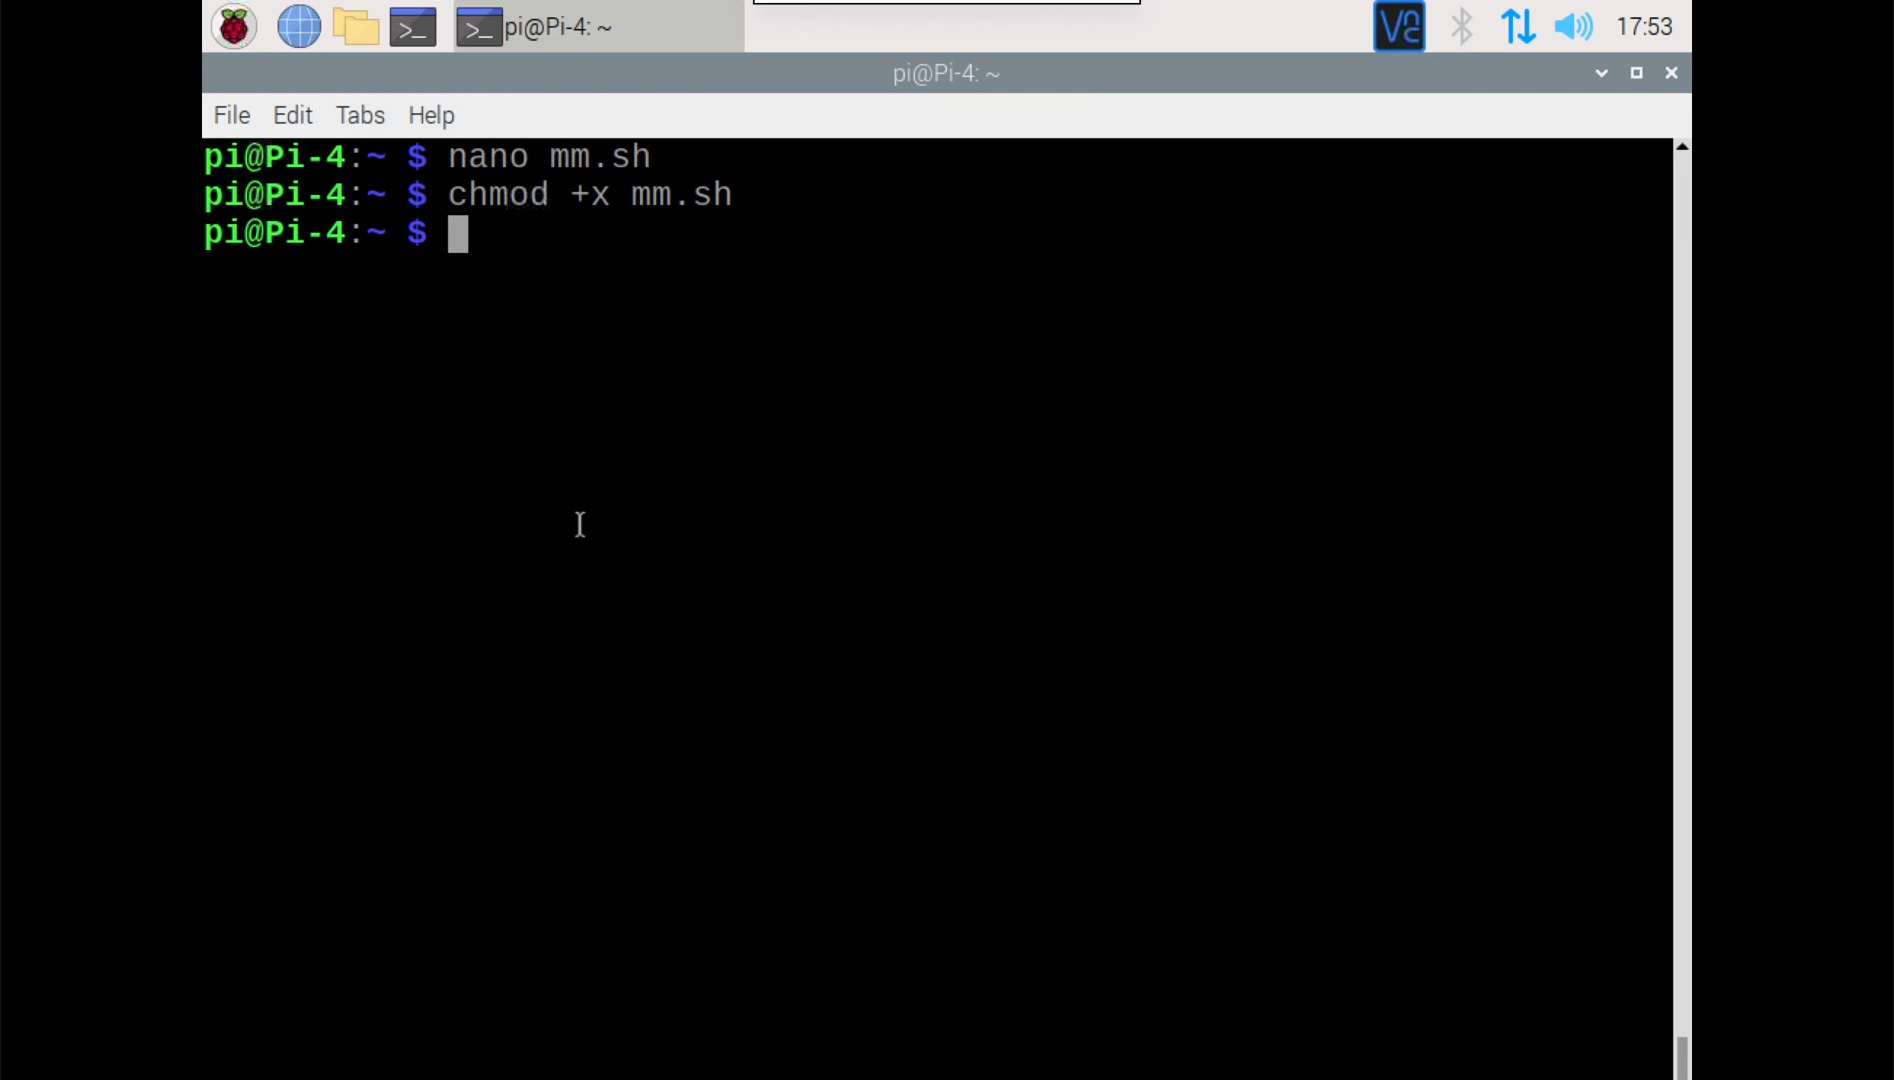 pi@Pi-4: ~
17:53
pi@Pi-4: ~
File Edit Tabs Help
pi@Pi-4:~ $ nano mm.sh
pi@Pi-4:~ $ chmod +x mm.sh
pi@Pi-4:~ $